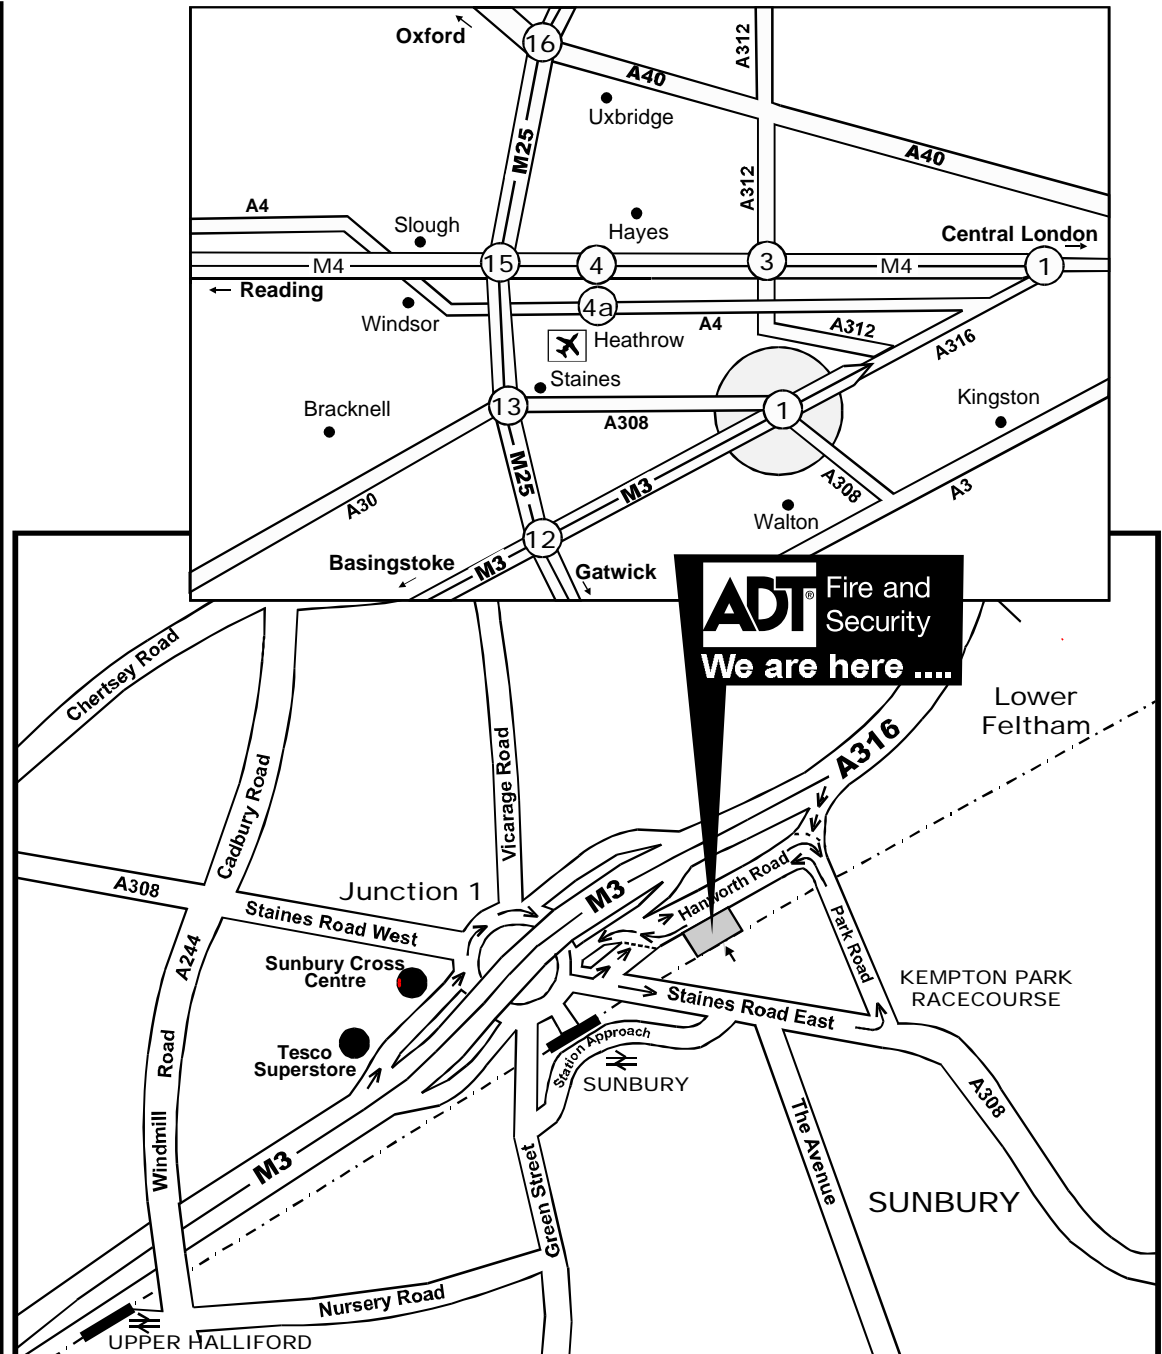 Oxford
16
A312
A40
Uxbridge
M25
A312
A40
A4
Slough
Hayes
Central London
M4
15
4
3
M4
1
Reading
Windsor
4a
A4
A312
Heathrow
A316
Staines
Bracknell
13
1
Kingston
A308
M25
M3
A308
A3
A30
Walton
12
Basingstoke
M3
Gatwick
ADT® Fire and
Security
We are here ....
Chertsey Road
Lower
Feltham
A316
Vicarage Road
Cadbury Road
A308
Junction 1
M3
Hanworth Road
Staines Road West
Park Road
A244
Sunbury Cross
Centre
KEMPTON PARK
RACECOURSE
Staines Road East
Tesco
Superstore
Station Approach
SUNBURY
Road
A308
Windmill
M3
The Avenue
Green Street
SUNBURY
Nursery Road
UPPER HALLIFORD